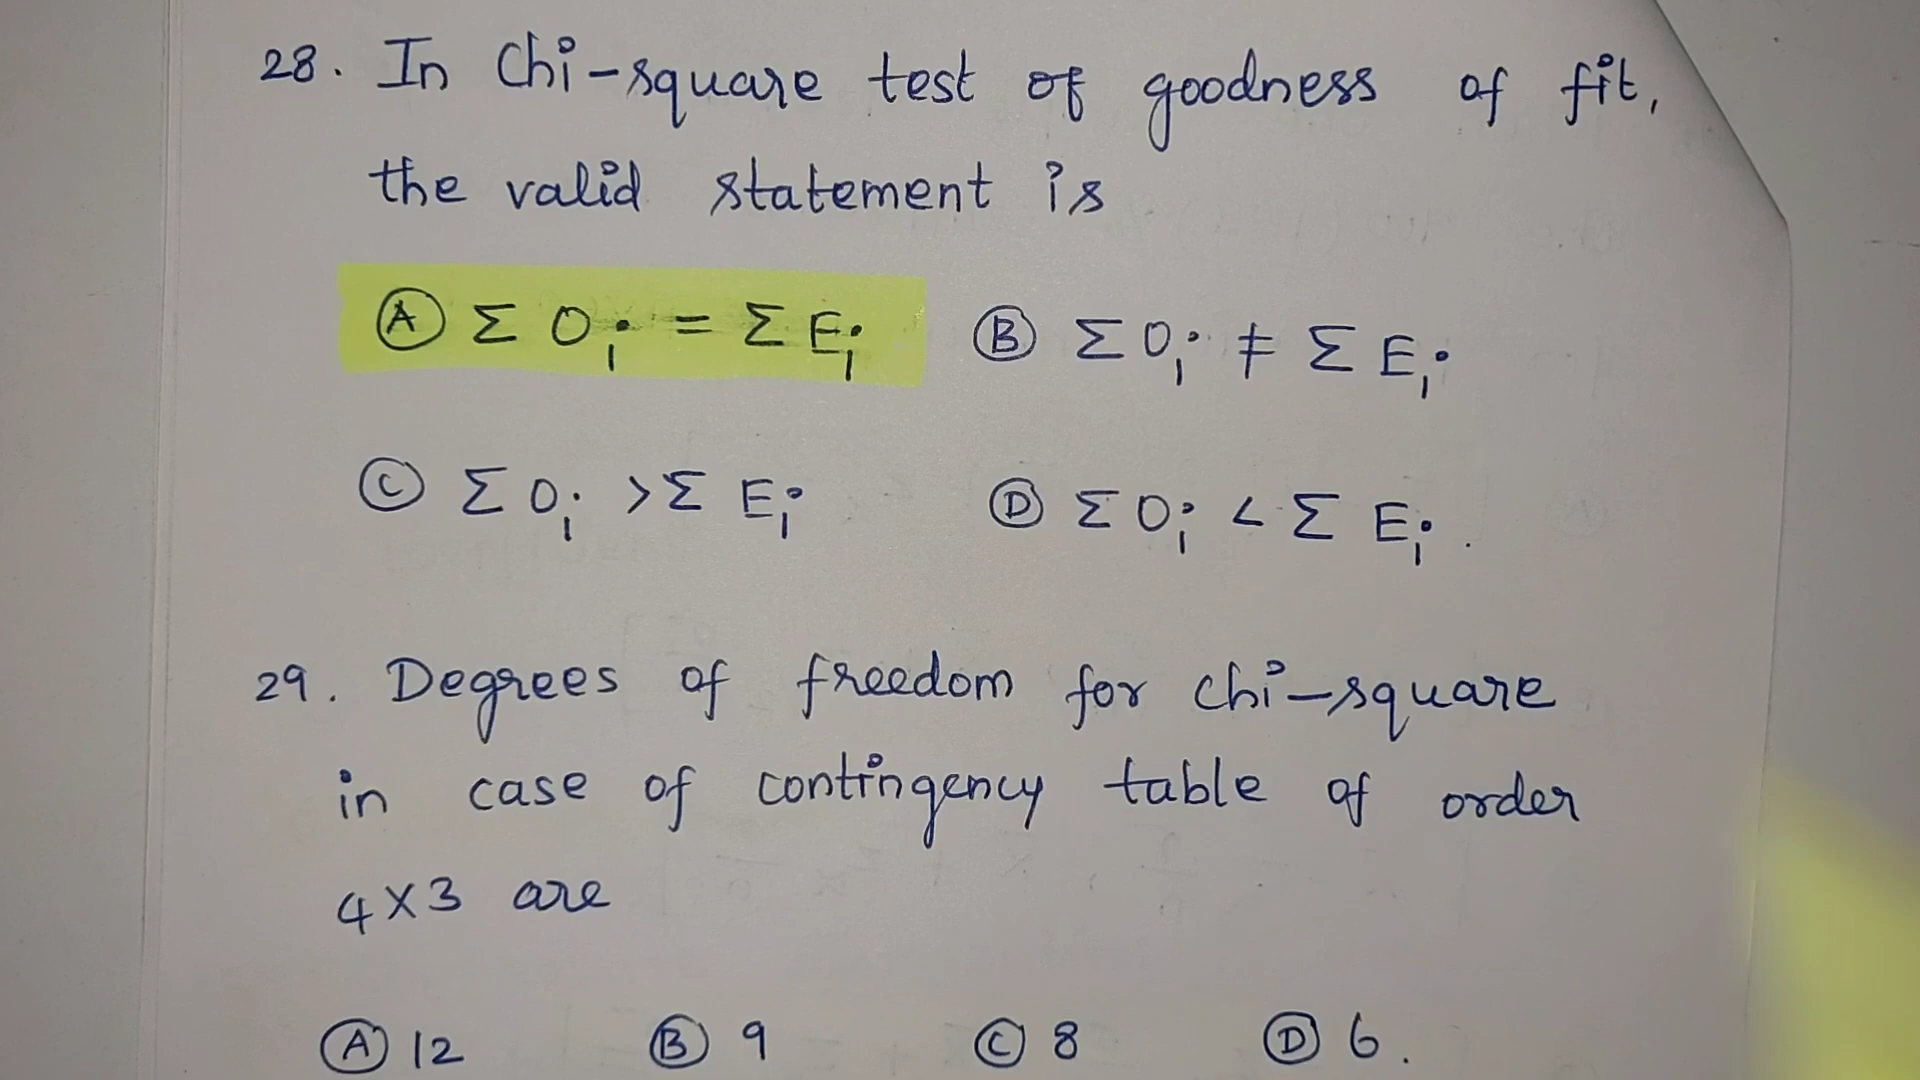 28. In Chi-square test of goodness of fit,
the valid statement is
Ⓐ Σ Oᵢ = Σ Eᵢ Ⓑ Σ Oᵢ ≠ Σ Eᵢ
Ⓒ Σ Oᵢ > Σ Eᵢ Ⓓ Σ Oᵢ < Σ Eᵢ .
29. Degrees of freedom for chi-square
in case of contingency table of order
4×3 are
Ⓐ 12 Ⓑ 9 Ⓒ 8 Ⓓ 6.